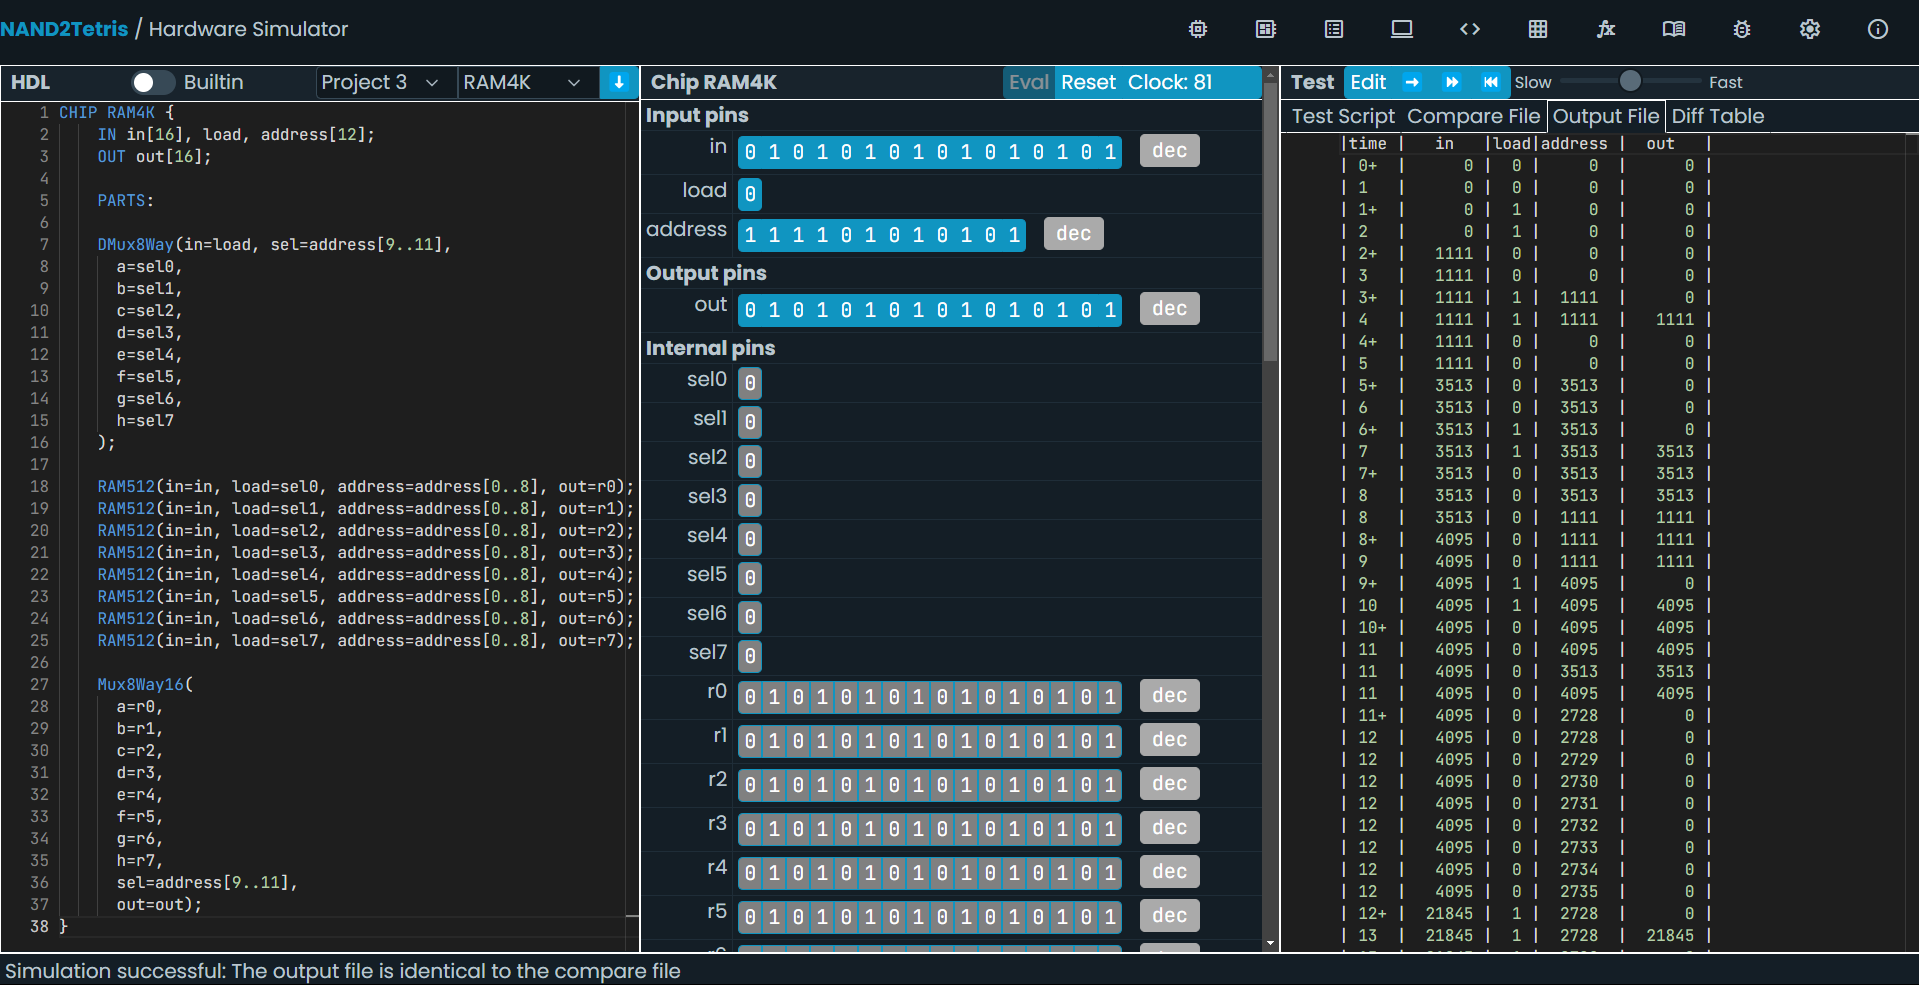 NAND2Tetris / Hardware Simulator
HDL Builtin Project 3 RAM4K
1 CHIP RAM4K {
2 IN in[16], load, address[12];
3 OUT out[16];
4
5 PARTS:
6
7 DMux8Way(in=load, sel=address[9..11],
8 a=sel0,
9 b=sel1,
10 c=sel2,
11 d=sel3,
12 e=sel4,
13 f=sel5,
14 g=sel6,
15 h=sel7
16 );
17
18 RAM512(in=in, load=sel0, address=address[0..8], out=r0);
19 RAM512(in=in, load=sel1, address=address[0..8], out=r1);
20 RAM512(in=in, load=sel2, address=address[0..8], out=r2);
21 RAM512(in=in, load=sel3, address=address[0..8], out=r3);
22 RAM512(in=in, load=sel4, address=address[0..8], out=r4);
23 RAM512(in=in, load=sel5, address=address[0..8], out=r5);
24 RAM512(in=in, load=sel6, address=address[0..8], out=r6);
25 RAM512(in=in, load=sel7, address=address[0..8], out=r7);
26
27 Mux8Way16(
28 a=r0,
29 b=r1,
30 c=r2,
31 d=r3,
32 e=r4,
33 f=r5,
34 g=r6,
35 h=r7,
36 sel=address[9..11],
37 out=out);
38 }
Chip RAM4K Eval Reset Clock: 81
Input pins
in 0 1 0 1 0 1 0 1 0 1 0 1 0 1 0 1 dec
load 0
address 1 1 1 1 0 1 0 1 0 1 0 1 dec
Output pins
out 0 1 0 1 0 1 0 1 0 1 0 1 0 1 0 1 dec
Internal pins
sel0 0
sel1 0
sel2 0
sel3 0
sel4 0
sel5 0
sel6 0
sel7 0
r0 0 1 0 1 0 1 0 1 0 1 0 1 0 1 0 1 dec
r1 0 1 0 1 0 1 0 1 0 1 0 1 0 1 0 1 dec
r2 0 1 0 1 0 1 0 1 0 1 0 1 0 1 0 1 dec
r3 0 1 0 1 0 1 0 1 0 1 0 1 0 1 0 1 dec
r4 0 1 0 1 0 1 0 1 0 1 0 1 0 1 0 1 dec
r5 0 1 0 1 0 1 0 1 0 1 0 1 0 1 0 1 dec
Test Edit Slow Fast
Test Script Compare File Output File Diff Table
|time | in |load|address | out |
| 0+ | 0 | 0 | 0 | 0 |
| 1 | 0 | 0 | 0 | 0 |
| 1+ | 0 | 1 | 0 | 0 |
| 2 | 0 | 1 | 0 | 0 |
| 2+ | 1111 | 0 | 0 | 0 |
| 3 | 1111 | 0 | 0 | 0 |
| 3+ | 1111 | 1 | 1111 | 0 |
| 4 | 1111 | 1 | 1111 | 1111 |
| 4+ | 1111 | 0 | 0 | 0 |
| 5 | 1111 | 0 | 0 | 0 |
| 5+ | 3513 | 0 | 3513 | 0 |
| 6 | 3513 | 0 | 3513 | 0 |
| 6+ | 3513 | 1 | 3513 | 0 |
| 7 | 3513 | 1 | 3513 | 3513 |
| 7+ | 3513 | 0 | 3513 | 3513 |
| 8 | 3513 | 0 | 3513 | 3513 |
| 8 | 3513 | 0 | 1111 | 1111 |
| 8+ | 4095 | 0 | 1111 | 1111 |
| 9 | 4095 | 0 | 1111 | 1111 |
| 9+ | 4095 | 1 | 4095 | 0 |
| 10 | 4095 | 1 | 4095 | 4095 |
| 10+ | 4095 | 0 | 4095 | 4095 |
| 11 | 4095 | 0 | 4095 | 4095 |
| 11 | 4095 | 0 | 3513 | 3513 |
| 11 | 4095 | 0 | 4095 | 4095 |
| 11+ | 4095 | 0 | 2728 | 0 |
| 12 | 4095 | 0 | 2728 | 0 |
| 12 | 4095 | 0 | 2729 | 0 |
| 12 | 4095 | 0 | 2730 | 0 |
| 12 | 4095 | 0 | 2731 | 0 |
| 12 | 4095 | 0 | 2732 | 0 |
| 12 | 4095 | 0 | 2733 | 0 |
| 12 | 4095 | 0 | 2734 | 0 |
| 12 | 4095 | 0 | 2735 | 0 |
| 12+ | 21845 | 1 | 2728 | 0 |
| 13 | 21845 | 1 | 2728 | 21845 |
Simulation successful: The output file is identical to the compare file